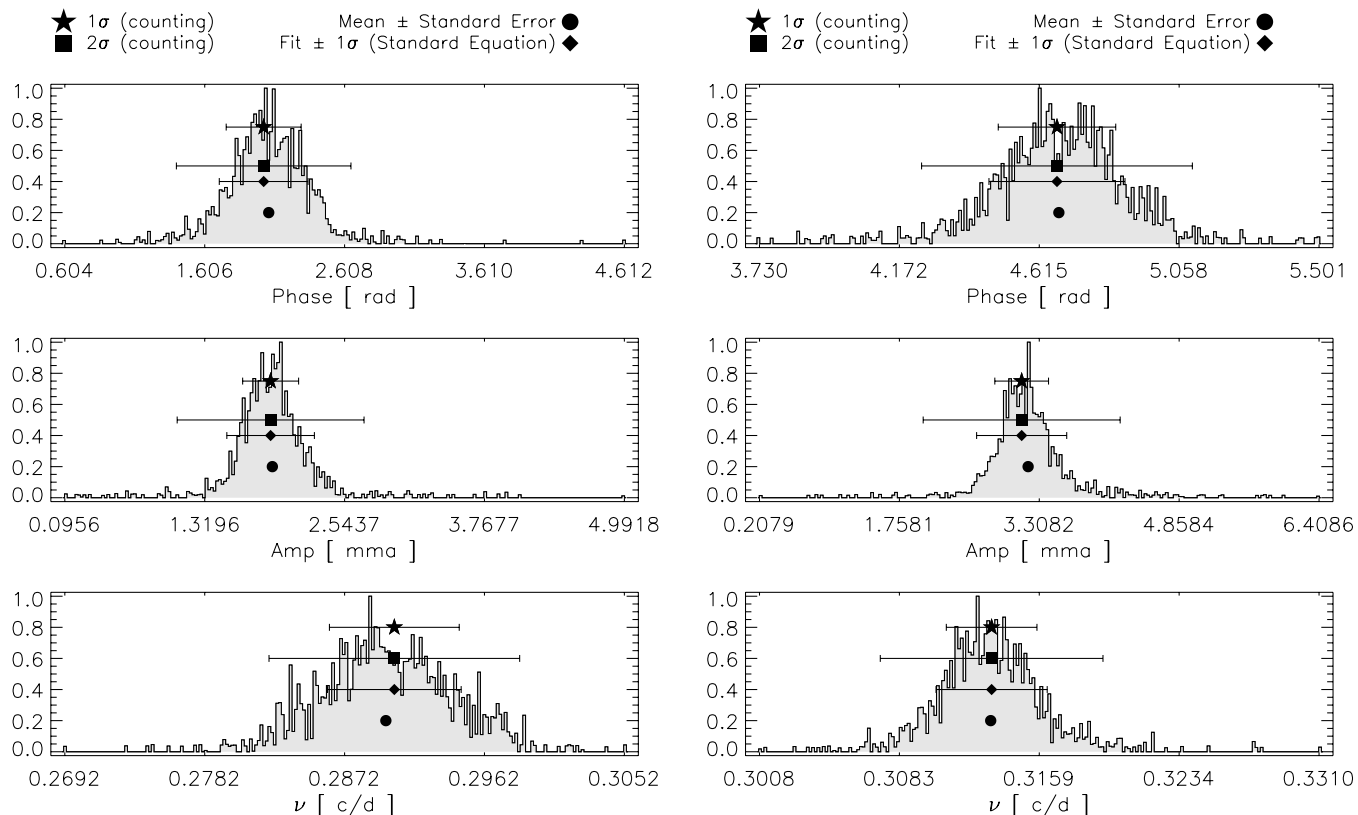 ★ 1σ (counting) Mean ± Standard Error ● ★ 1σ (counting) Mean ± Standard Error ●
■ 2σ (counting) Fit ± 1σ (Standard Equation) ◆ ■ 2σ (counting) Fit ± 1σ (Standard Equation) ◆
1.0
0.8
0.6
0.4
0.2
0.0
0.604 1.606 2.608 3.610 4.612
Phase [ rad ]
1.0
0.8
0.6
0.4
0.2
0.0
3.730 4.172 4.615 5.058 5.501
Phase [ rad ]
1.0
0.8
0.6
0.4
0.2
0.0
0.0956 1.3196 2.5437 3.7677 4.9918
Amp [ mma ]
1.0
0.8
0.6
0.4
0.2
0.0
0.2079 1.7581 3.3082 4.8584 6.4086
Amp [ mma ]
1.0
0.8
0.6
0.4
0.2
0.0
0.2692 0.2782 0.2872 0.2962 0.3052
ν [ c/d ]
1.0
0.8
0.6
0.4
0.2
0.0
0.3008 0.3083 0.3159 0.3234 0.3310
ν [ c/d ]